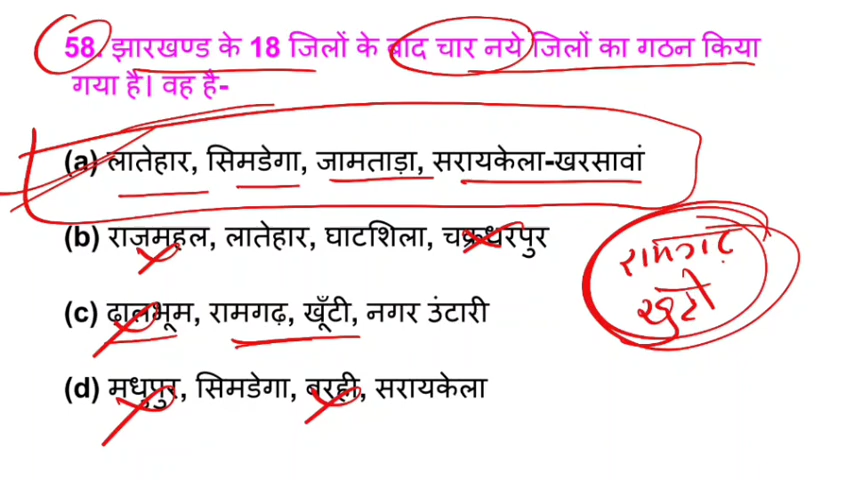 58. झारखण्ड के 18 जिलों के बाद चार नये जिलों का गठन किया
गया है। वह है-
(a) लातेहार, सिमडेगा, जामताड़ा, सरायकेला-खरसावां
(b) राजमहल, लातेहार, घाटशिला, चक्रधरपुर
रामगढ़
खूंटी
(c) ढालभूम, रामगढ़, खूँटी, नगर उंटारी
(d) मधुपुर, सिमडेगा, बरही, सरायकेला